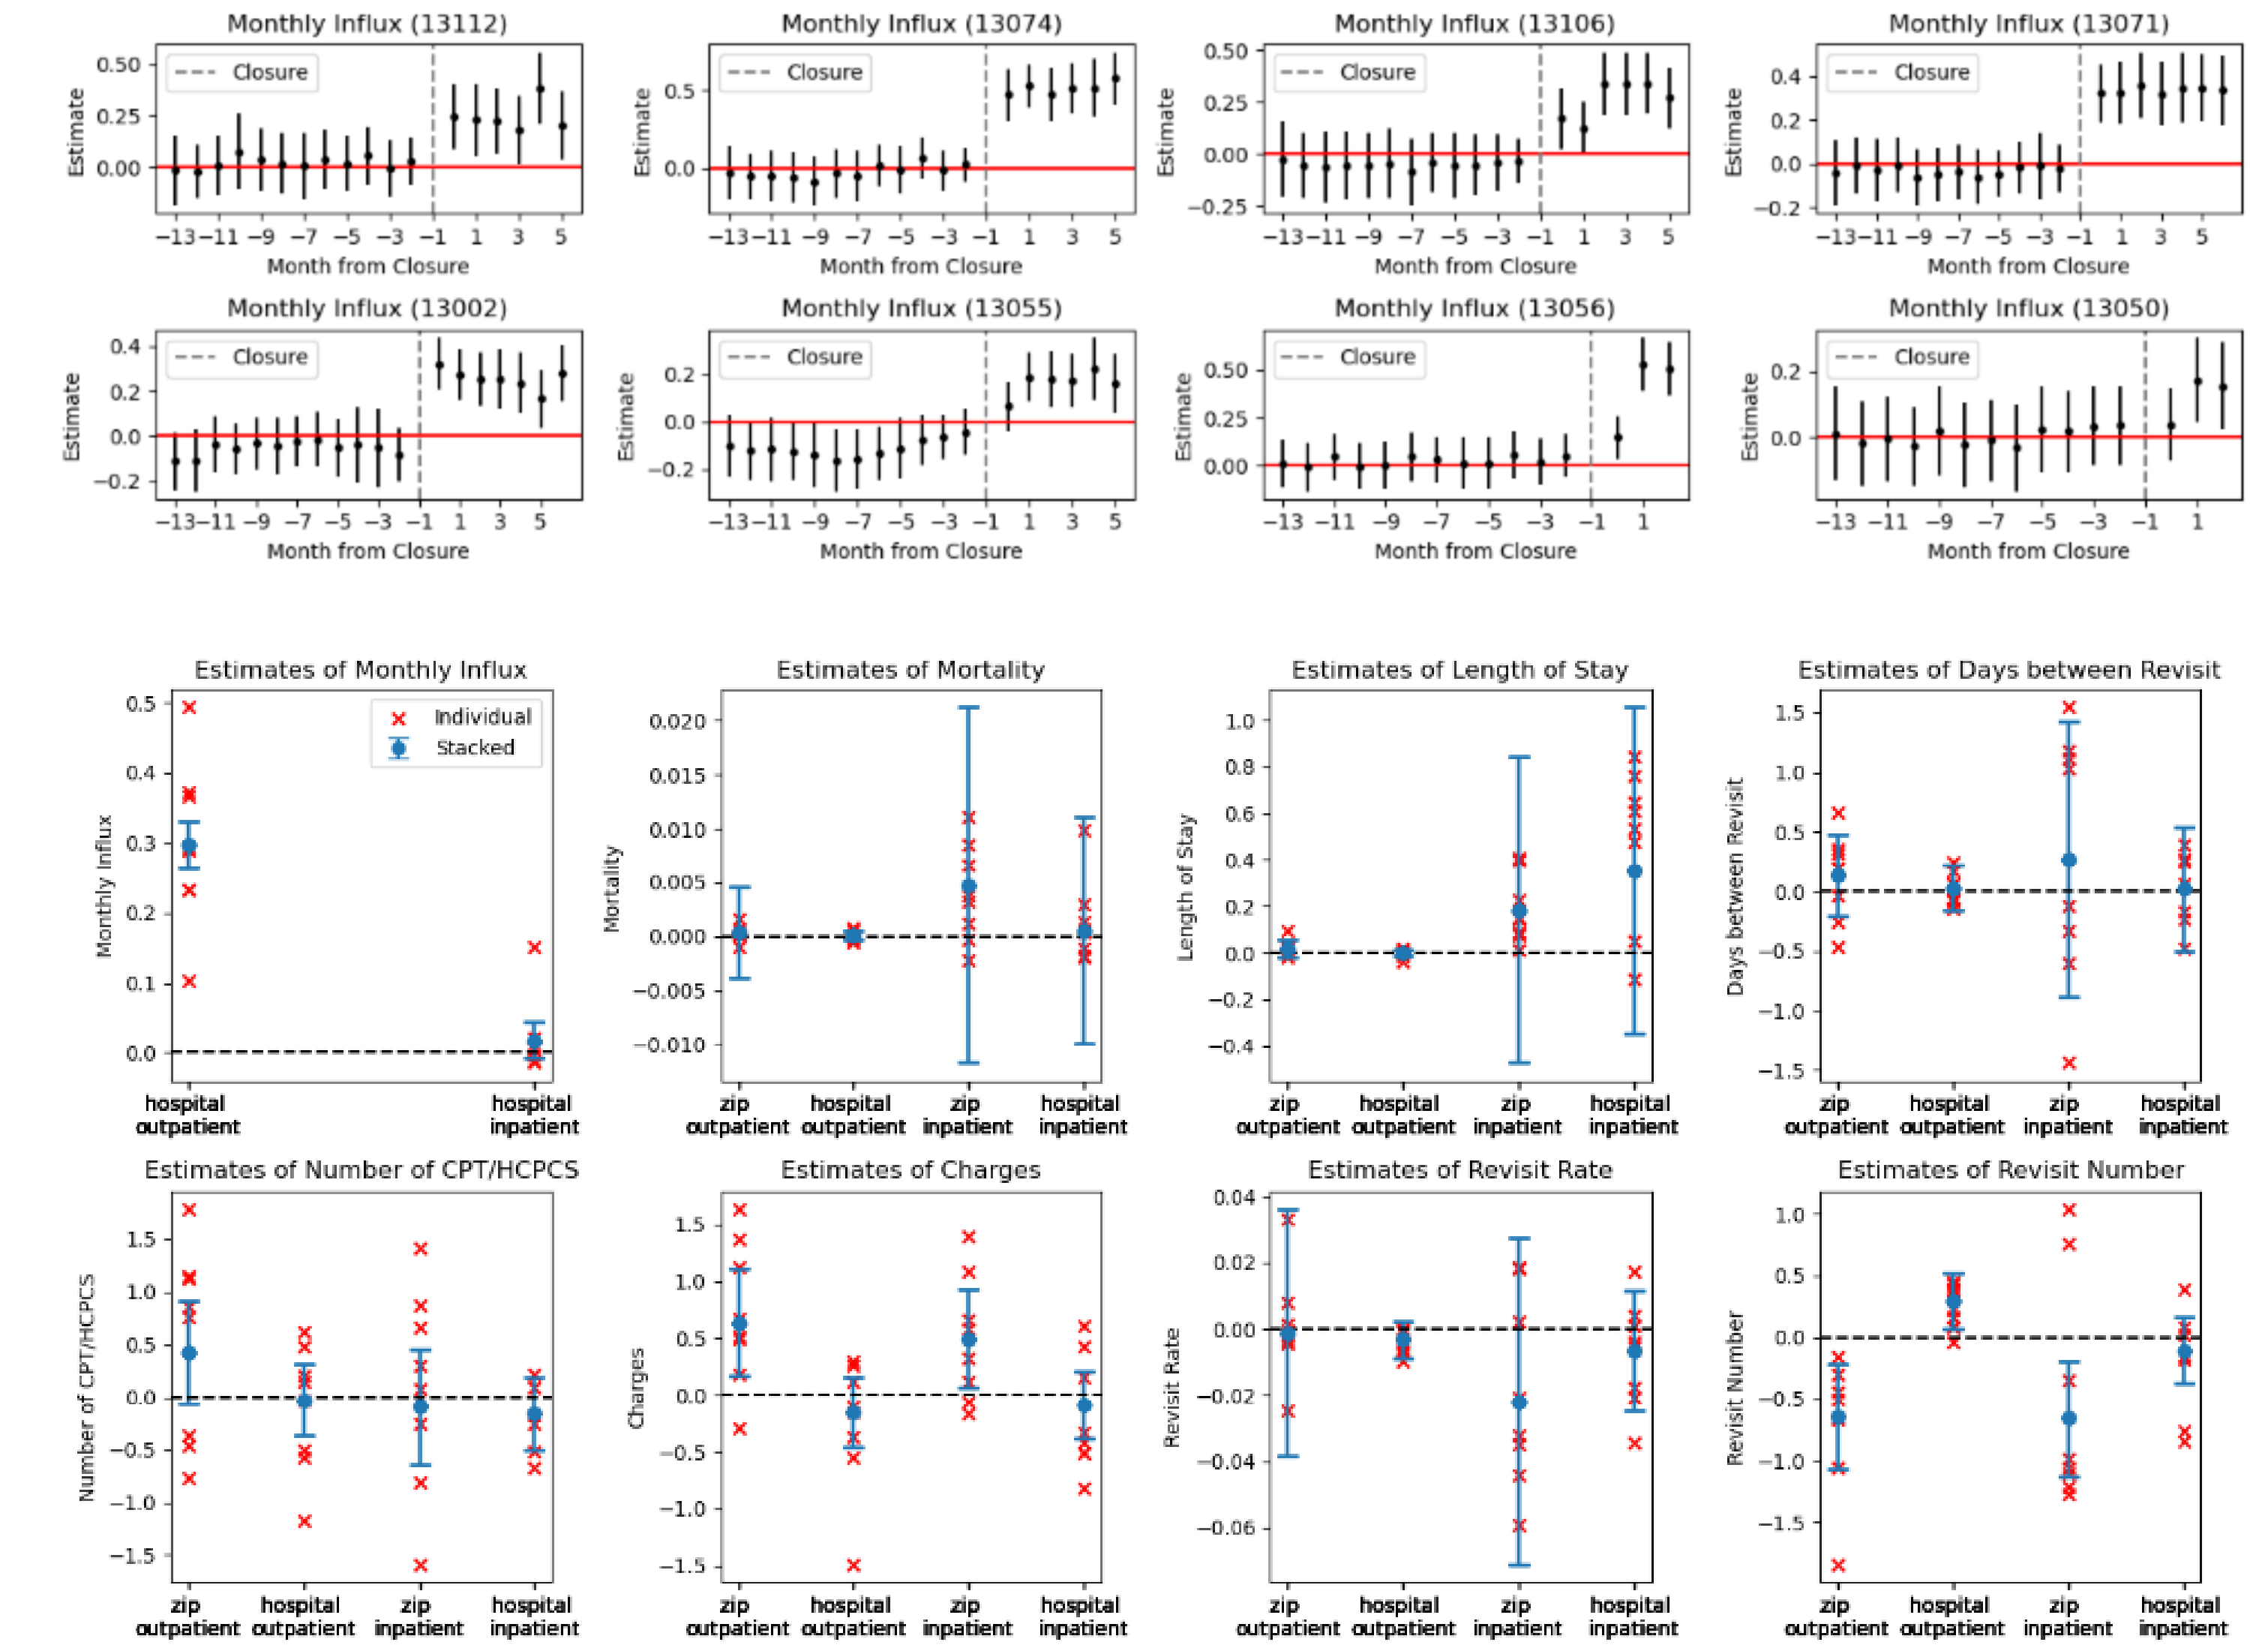 Monthly Influx (13112)
Estimate
0.50
0.25
0.00
Closure
−13 −11 −9 −7 −5 −3 −1 1 3 5
Month from Closure
Monthly Influx (13074)
Estimate
0.5
0.0
Closure
−13 −11 −9 −7 −5 −3 −1 1 3 5
Month from Closure
Monthly Influx (13106)
Estimate
0.50
0.25
0.00
−0.25
Closure
−13 −11 −9 −7 −5 −3 −1 1 3 5
Month from Closure
Monthly Influx (13071)
Estimate
0.4
0.2
0.0
−0.2
Closure
−13 −11 −9 −7 −5 −3 −1 1 3 5
Month from Closure
Monthly Influx (13002)
Estimate
0.4
0.2
0.0
−0.2
Closure
−13 −11 −9 −7 −5 −3 −1 1 3 5
Month from Closure
Monthly Influx (13055)
Estimate
0.2
0.0
−0.2
Closure
−13 −11 −9 −7 −5 −3 −1 1 3 5
Month from Closure
Monthly Influx (13056)
Estimate
0.50
0.25
0.00
Closure
−13 −11 −9 −7 −5 −3 −1 1
Month from Closure
Monthly Influx (13050)
Estimate
0.2
0.0
Closure
−13 −11 −9 −7 −5 −3 −1 1
Month from Closure
Estimates of Monthly Influx
Monthly Influx
0.5
0.4
0.3
0.2
0.1
0.0
Individual
Stacked
hospital outpatient
hospital inpatient
Estimates of Mortality
Mortality
0.020
0.015
0.010
0.005
0.000
−0.005
−0.010
zip outpatient
hospital outpatient
zip inpatient
hospital inpatient
Estimates of Length of Stay
Length of Stay
1.0
0.8
0.6
0.4
0.2
0.0
−0.2
−0.4
zip outpatient
hospital outpatient
zip inpatient
hospital inpatient
Estimates of Days between Revisit
Days between Revisit
1.5
1.0
0.5
0.0
−0.5
−1.0
−1.5
zip outpatient
hospital outpatient
zip inpatient
hospital inpatient
Estimates of Number of CPT/HCPCS
Number of CPT/HCPCS
1.5
1.0
0.5
0.0
−0.5
−1.0
−1.5
zip outpatient
hospital outpatient
zip inpatient
hospital inpatient
Estimates of Charges
Charges
1.5
1.0
0.5
0.0
−0.5
−1.0
−1.5
zip outpatient
hospital outpatient
zip inpatient
hospital inpatient
Estimates of Revisit Rate
Revisit Rate
0.04
0.02
0.00
−0.02
−0.04
−0.06
zip outpatient
hospital outpatient
zip inpatient
hospital inpatient
Estimates of Revisit Number
Revisit Number
1.0
0.5
0.0
−0.5
−1.0
−1.5
zip outpatient
hospital outpatient
zip inpatient
hospital inpatient